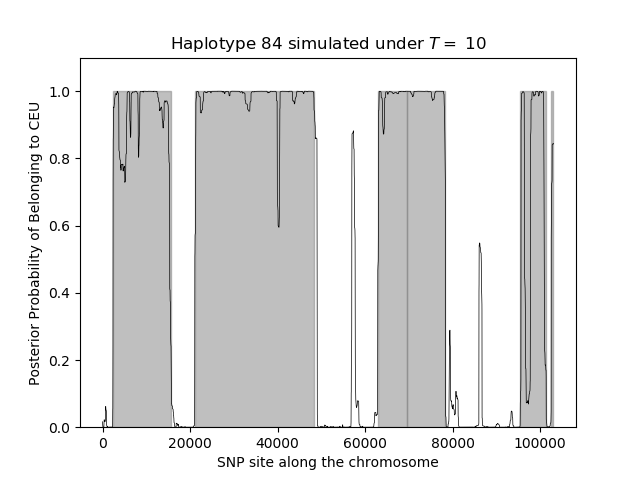 Haplotype 84 simulated under T = 10
Posterior Probability of Belonging to CEU
1.0
0.8
0.6
0.4
0.2
0.0
0 20000 40000 60000 80000 100000
SNP site along the chromosome